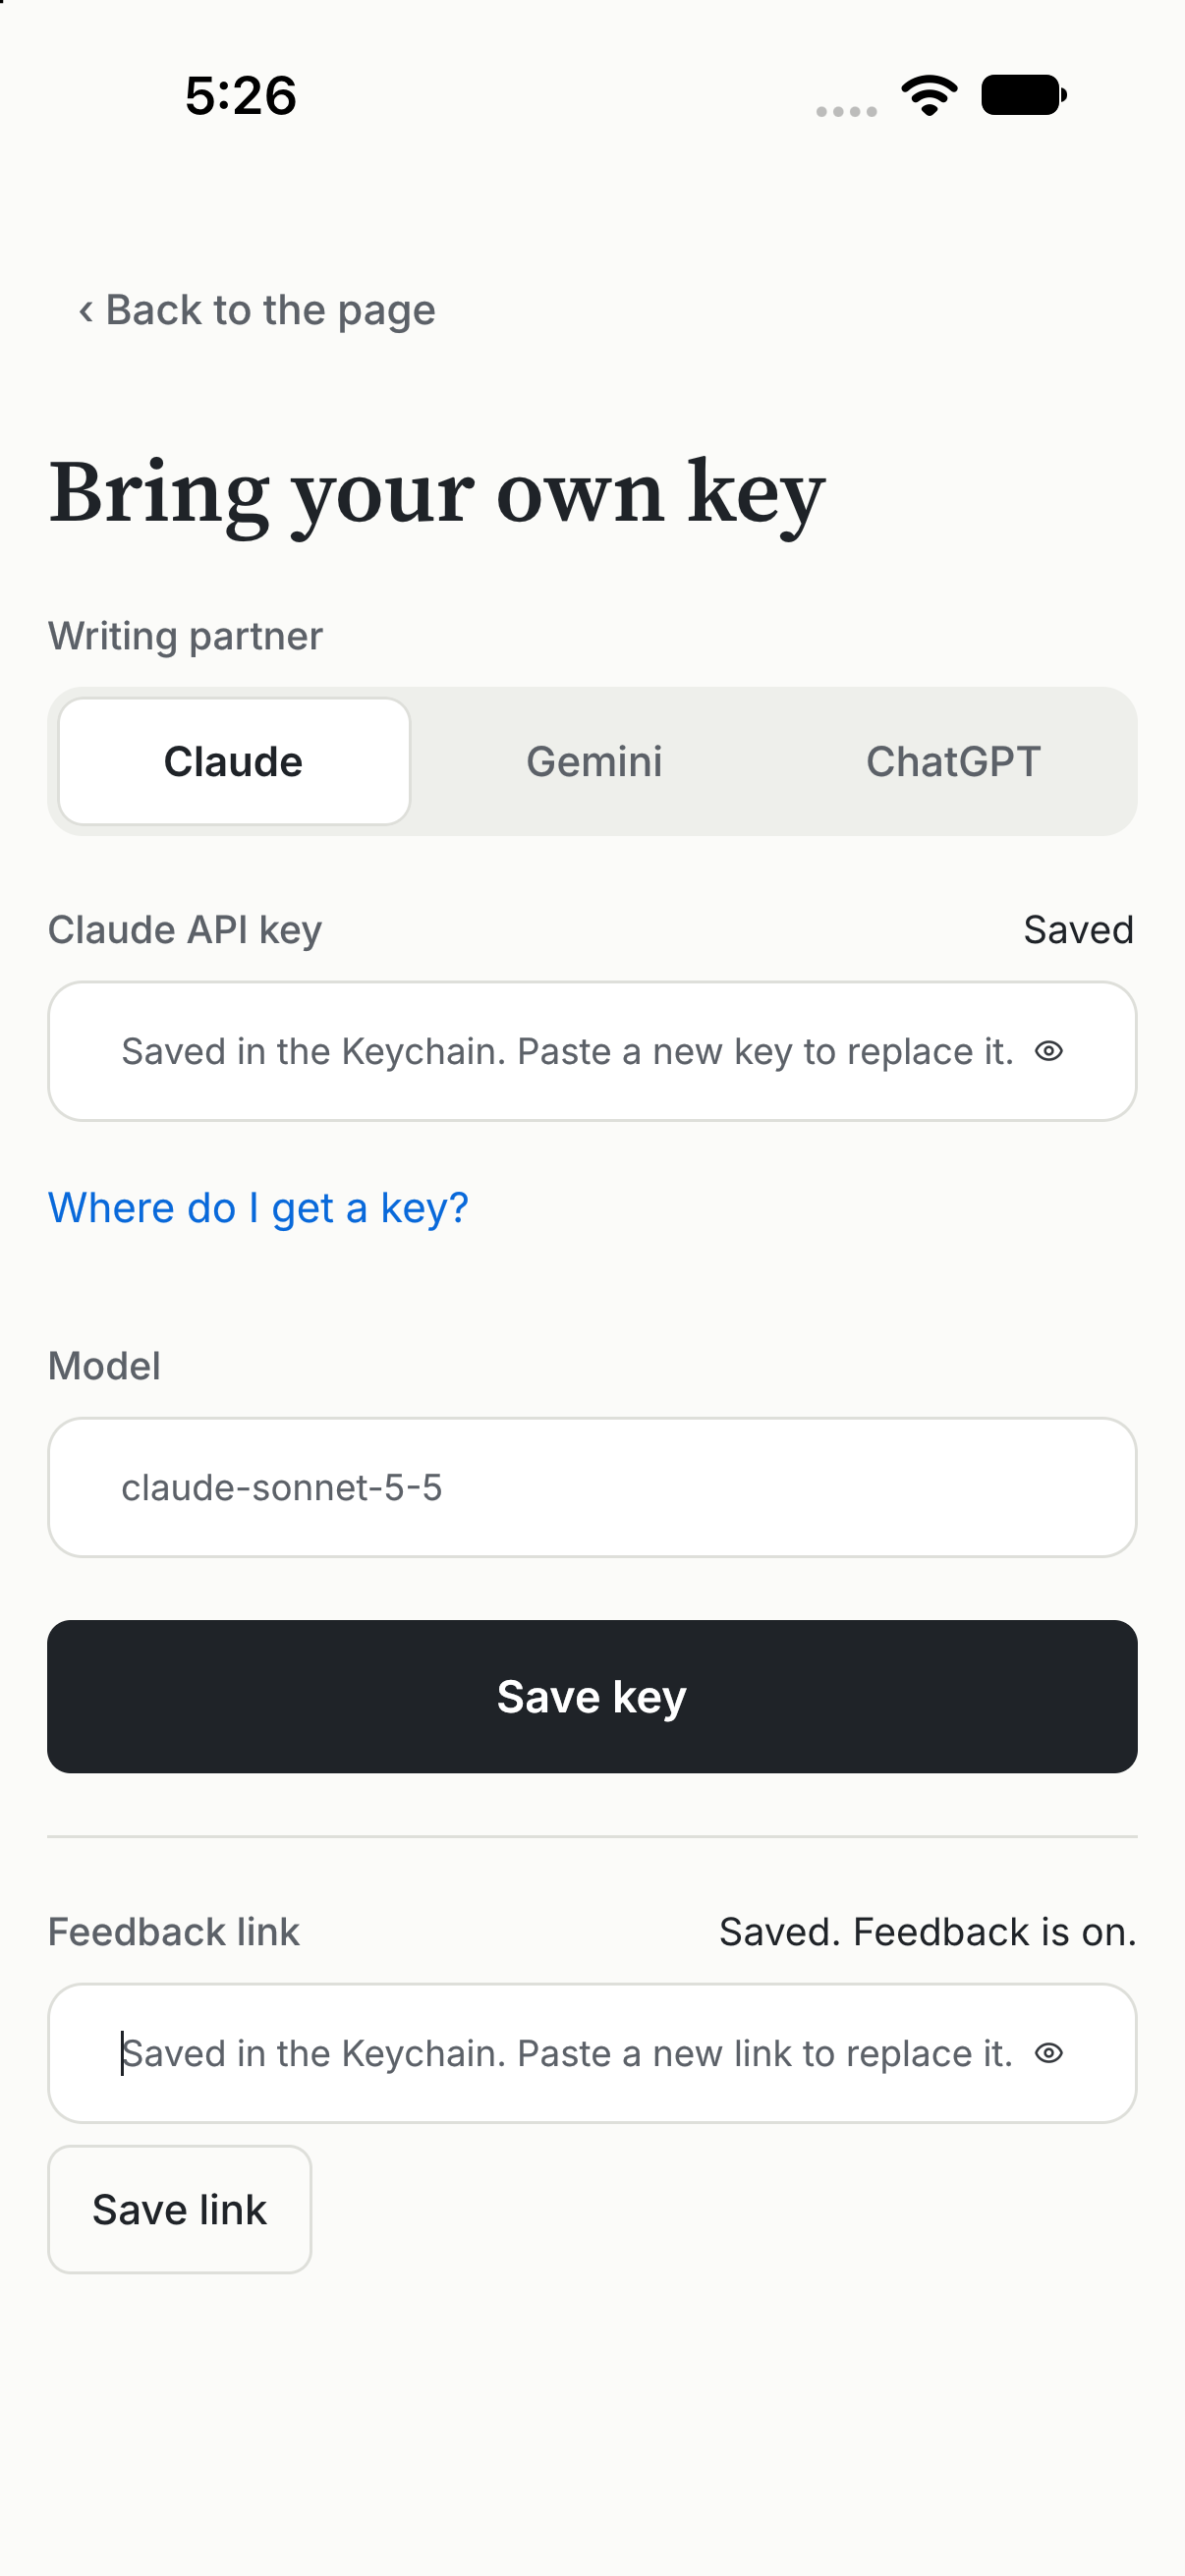 5:26
‹ Back to the page
Bring your own key
Writing partner
Claude Gemini ChatGPT
Claude API key Saved
Saved in the Keychain. Paste a new key to replace it.
Where do I get a key?
Model
claude-sonnet-5-5
Save key
Feedback link Saved. Feedback is on.
Saved in the Keychain. Paste a new link to replace it.
Save link